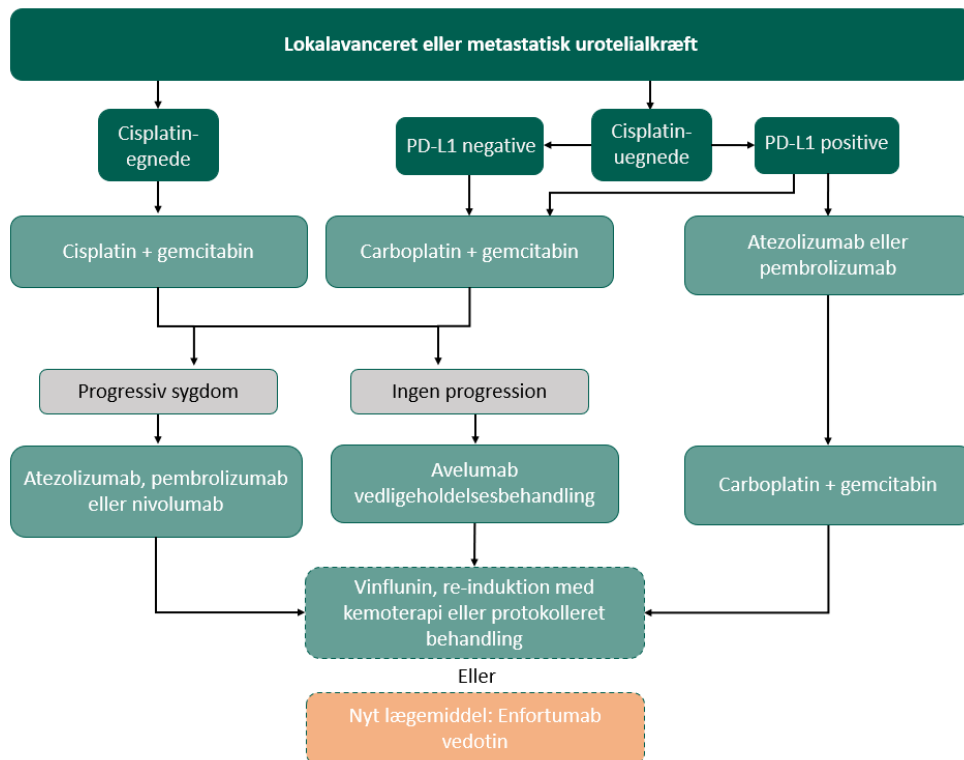 Lokalavanceret eller metastatisk urotelialkræft
Cisplatin-
egnede
PD-L1 negative
Cisplatin-
uegnede
PD-L1 positive
Cisplatin + gemcitabin
Carboplatin + gemcitabin
Atezolizumab eller
pembrolizumab
Progressiv sygdom
Ingen progression
Atezolizumab, pembrolizumab
eller nivolumab
Avelumab
vedligeholdelsesbehandling
Carboplatin + gemcitabin
Vinflunin, re-induktion med
kemoterapi eller protokolleret
behandling
Eller
Nyt lægemiddel: Enfortumab
vedotin